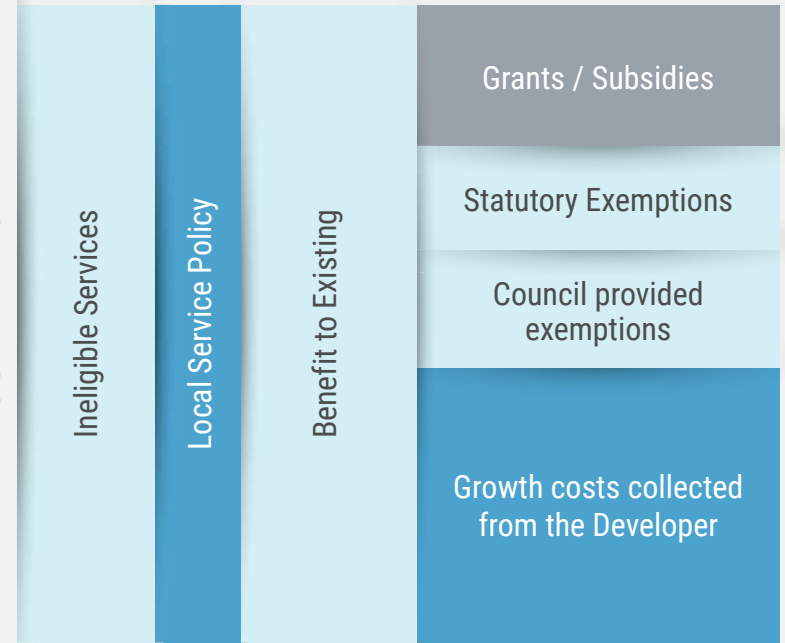 Ineligible Services
Local Service Policy
Benefit to Existing
Grants / Subsidies
Statutory Exemptions
Council provided
exemptions
Growth costs collected
from the Developer